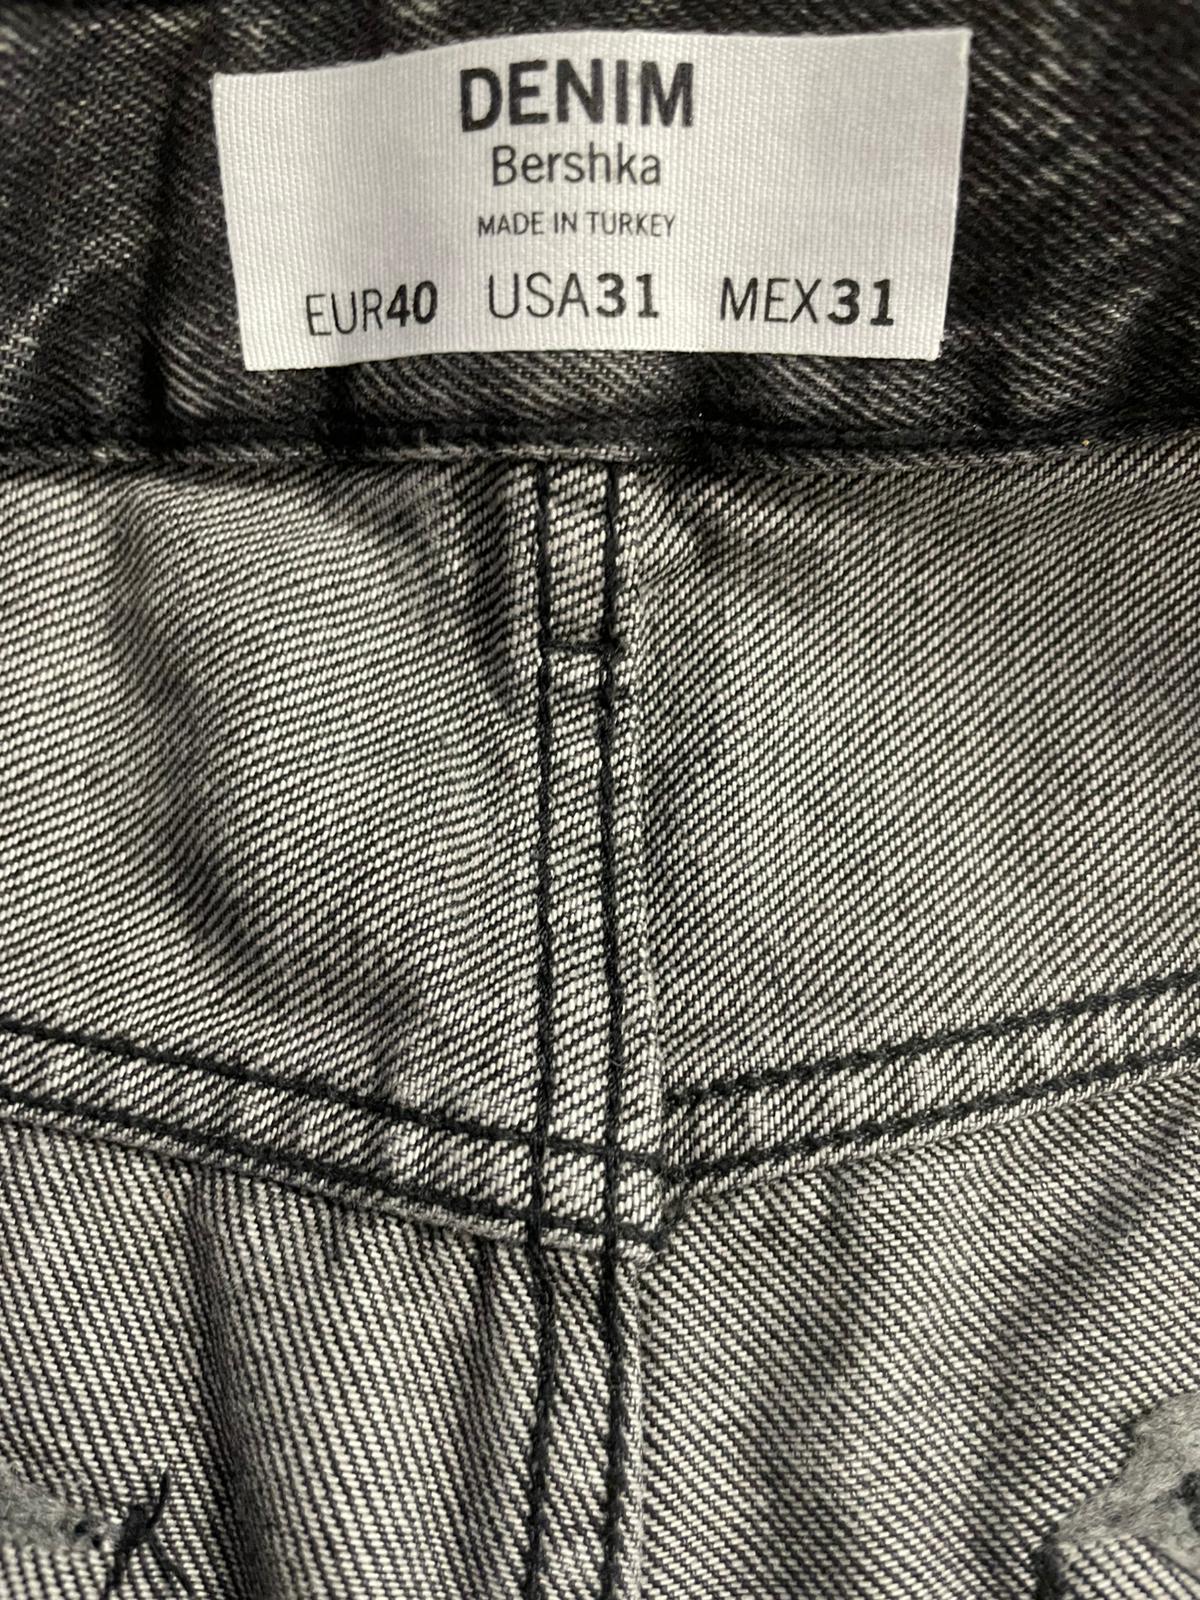 DENIM
Bershka
MADE IN TURKEY
EUR40 USA31 MEX31